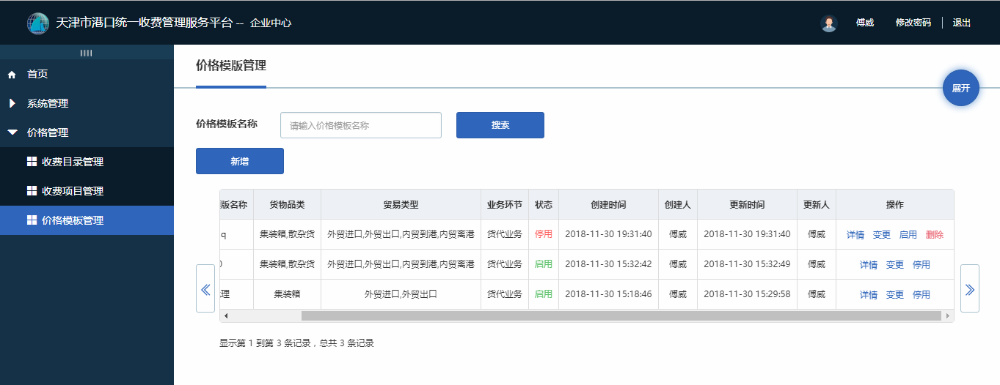 天津市港口统一收费管理服务平台 -- 企业中心
傅威 修改密码 退出
首页
系统管理
价格管理
收费目录管理
收费项目管理
价格模板管理
价格模版管理
展开
价格模板名称 请输入价格模板名称 搜索
新增
版名称 货物品类 贸易类型 业务环节 状态 创建时间 创建人 更新时间 更新人 操作
q 集装箱,散杂货 外贸进口,外贸出口,内贸到港,内贸离港 货代业务 停用 2018-11-30 19:31:40 傅威 2018-11-30 19:31:40 傅威 详情 变更 启用 删除
集装箱,散杂货 外贸进口,外贸出口,内贸到港,内贸离港 货代业务 启用 2018-11-30 15:32:42 傅威 2018-11-30 15:32:49 傅威 详情 变更 停用
理 集装箱 外贸进口,外贸出口 货代业务 启用 2018-11-30 15:18:46 傅威 2018-11-30 15:29:58 傅威 详情 变更 停用
显示第 1 到第 3 条记录，总共 3 条记录